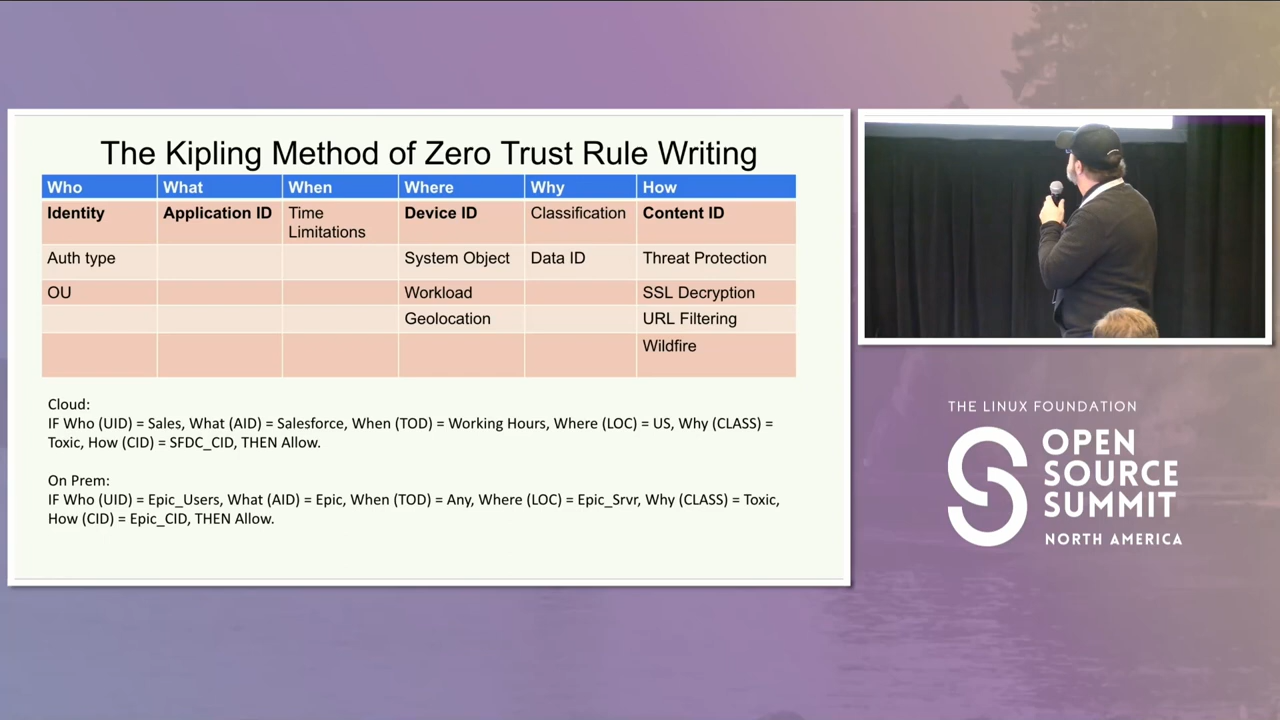 The Kipling Method of Zero Trust Rule Writing
Who What When Where Why How
Identity Application ID Time Limitations Device ID Classification Content ID
Auth type System Object Data ID Threat Protection
OU Workload SSL Decryption
Geolocation URL Filtering
Wildfire
Cloud:
IF Who (UID) = Sales, What (AID) = Salesforce, When (TOD) = Working Hours, Where (LOC) = US, Why (CLASS) =
Toxic, How (CID) = SFDC_CID, THEN Allow.
On Prem:
IF Who (UID) = Epic_Users, What (AID) = Epic, When (TOD) = Any, Where (LOC) = Epic_Srvr, Why (CLASS) = Toxic,
How (CID) = Epic_CID, THEN Allow.
THE LINUX FOUNDATION
OPEN
SOURCE
SUMMIT
NORTH AMERICA